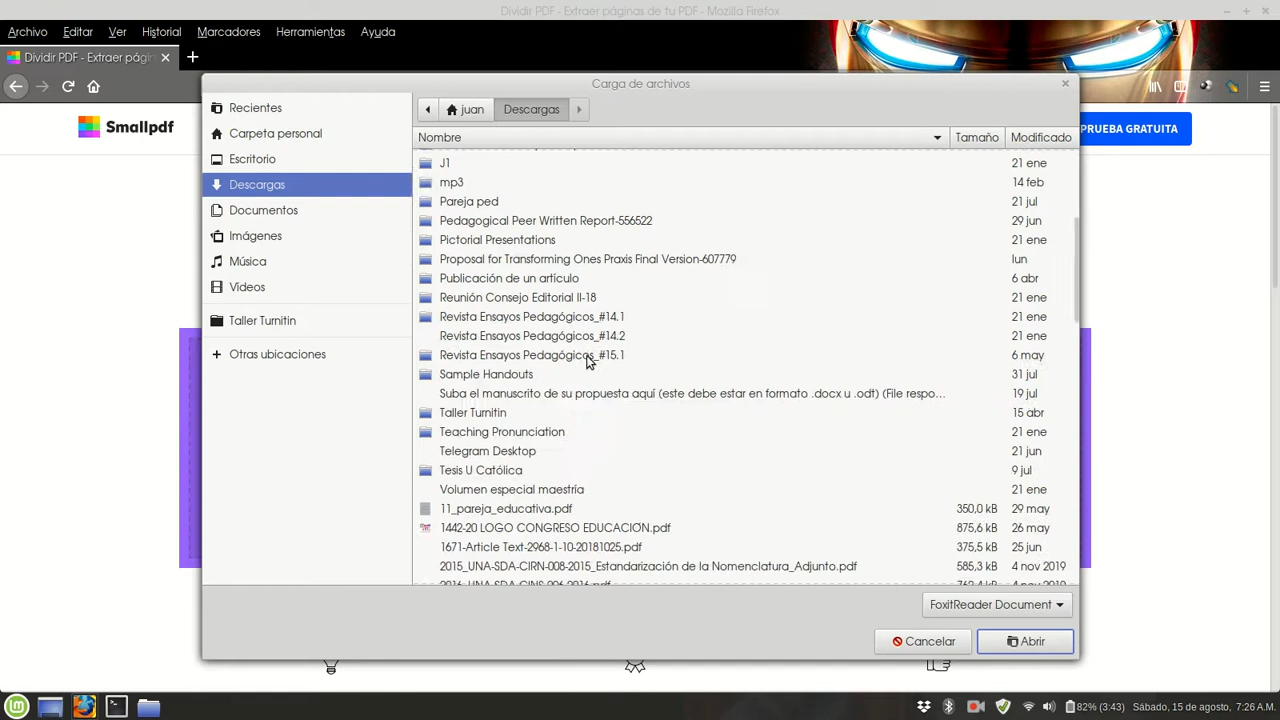 Dividir PDF - Extraer páginas de tu PDF - Mozilla Firefox
Archivo Editar Ver Historial Marcadores Herramientas Ayuda
Dividir PDF - Extraer págin
Smallpdf
PRUEBA GRATUITA
Carga de archivos
Recientes
Carpeta personal
Escritorio
Descargas
Documentos
Imágenes
Música
Vídeos
Taller Turnitin
Otras ubicaciones
juan Descargas
Nombre Tamaño Modificado
J1 21 ene
mp3 14 feb
Pareja ped 21 jul
Pedagogical Peer Written Report-556522 29 jun
Pictorial Presentations 21 ene
Proposal for Transforming Ones Praxis Final Version-607779 lun
Publicación de un artículo 6 abr
Reunión Consejo Editorial II-18 21 ene
Revista Ensayos Pedagógicos_#14.1 21 ene
Revista Ensayos Pedagógicos_#14.2 21 ene
Revista Ensayos Pedagógicos_#15.1 6 may
Sample Handouts 31 jul
Suba el manuscrito de su propuesta aquí (este debe estar en formato .docx u .odt) (File respo... 19 jul
Taller Turnitin 15 abr
Teaching Pronunciation 21 ene
Telegram Desktop 21 jun
Tesis U Católica 9 jul
Volumen especial maestría 21 ene
11_pareja_educativa.pdf 350,0 kB 29 may
1442-20 LOGO CONGRESO EDUCACIÓN.pdf 875,6 kB 26 may
1671-Article Text-2968-1-10-20181025.pdf 375,5 kB 25 jun
2015_UNA-SDA-CIRN-008-2015_Estandarización de la Nomenclatura_Adjunto.pdf 585,3 kB 4 nov 2019
FoxitReader Document
Cancelar Abrir
82% (3:43) Sábado, 15 de agosto, 7:26 A.M.